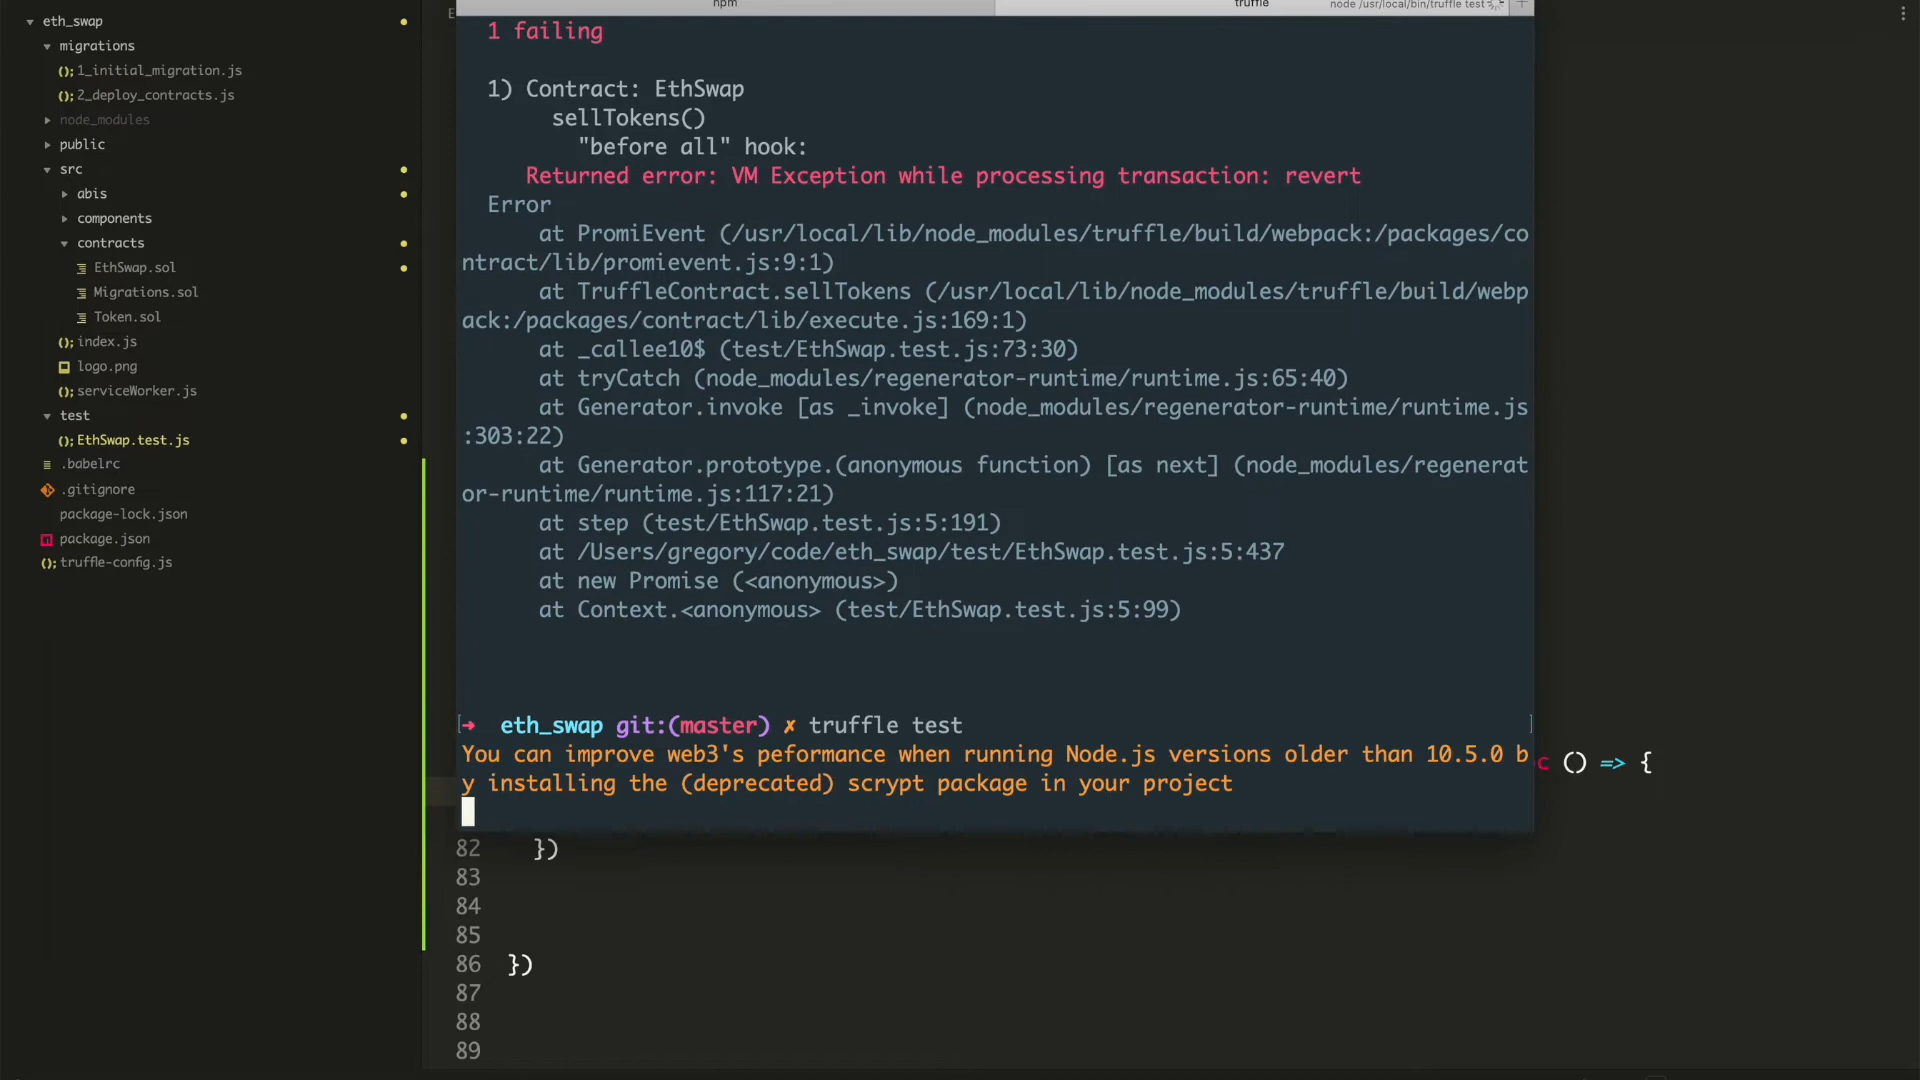 eth_swap
migrations
1_initial_migration.js
2_deploy_contracts.js
node_modules
public
src
abis
components
contracts
EthSwap.sol
Migrations.sol
Token.sol
index.js
logo.png
serviceWorker.js
test
EthSwap.test.js
.babelrc
.gitignore
package-lock.json
package.json
truffle-config.js
npm
truffle
node /usr/local/bin/truffle test
1 failing
1) Contract: EthSwap
sellTokens()
"before all" hook:
Returned error: VM Exception while processing transaction: revert
Error
at PromiEvent (/usr/local/lib/node_modules/truffle/build/webpack:/packages/co
ntract/lib/promievent.js:9:1)
at TruffleContract.sellTokens (/usr/local/lib/node_modules/truffle/build/webp
ack:/packages/contract/lib/execute.js:169:1)
at _callee10$ (test/EthSwap.test.js:73:30)
at tryCatch (node_modules/regenerator-runtime/runtime.js:65:40)
at Generator.invoke [as _invoke] (node_modules/regenerator-runtime/runtime.js
:303:22)
at Generator.prototype.(anonymous function) [as next] (node_modules/regenerat
or-runtime/runtime.js:117:21)
at step (test/EthSwap.test.js:5:191)
at /Users/gregory/code/eth_swap/test/EthSwap.test.js:5:437
at new Promise (<anonymous>)
at Context.<anonymous> (test/EthSwap.test.js:5:99)
[➜ eth_swap git:(master) ✗ truffle test ]
You can improve web3's peformance when running Node.js versions older than 10.5.0 b
y installing the (deprecated) scrypt package in your project
c () => {
82 })
83
84
85
86 })
87
88
89